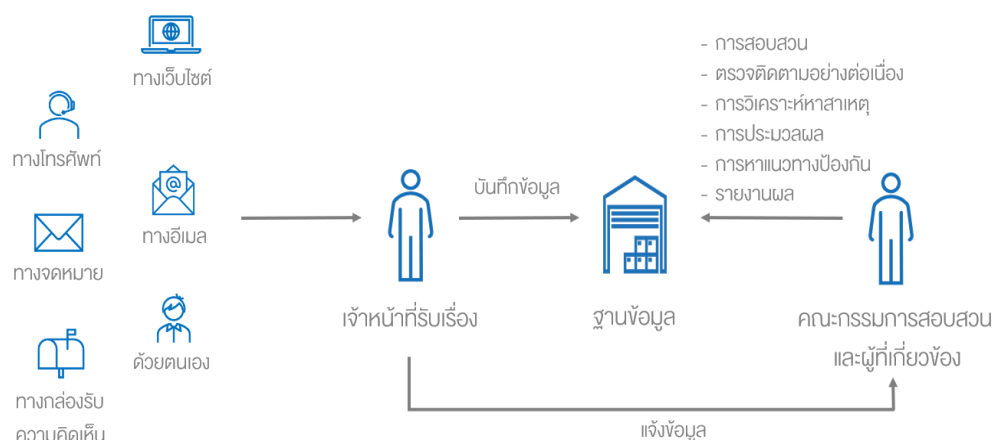 ทางเว็บไซต์
ทางโทรศัพท์
ทางอีเมล
ทางจดหมาย
ด้วยตนเอง
ทางกล่องรับ
ความคิดเห็น
เจ้าหน้าที่รับเรื่อง
บันทึกข้อมูล
ฐานข้อมูล
- การสอบสวน
- ตรวจติดตามอย่างต่อเนื่อง
- การวิเคราะห์หาสาเหตุ
- การประมวลผล
- การหาแนวทางป้องกัน
- รายงานผล
คณะกรรมการสอบสวน
และผู้ที่เกี่ยวข้อง
แจ้งข้อมูล